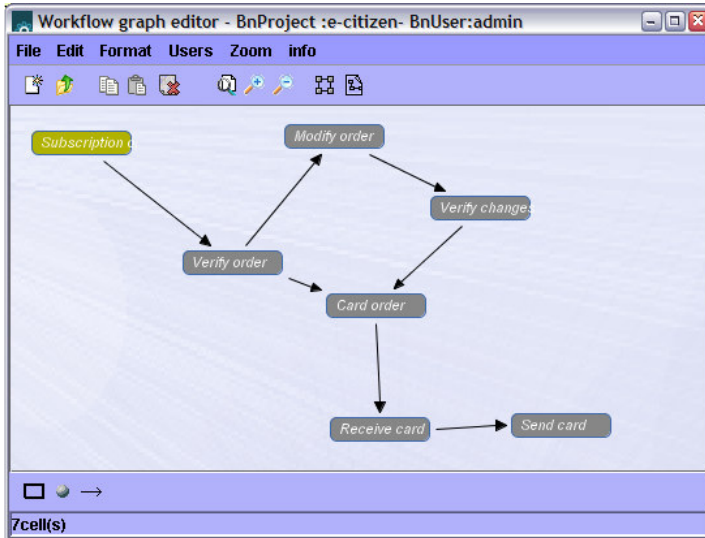 Workflow graph editor - BnProject :e-citizen- BnUser:admin
File Edit Format Users Zoom info
Modify order
Subscription
Verify changes
Verify order
Card order
Receive card
Send card
7cell(s)